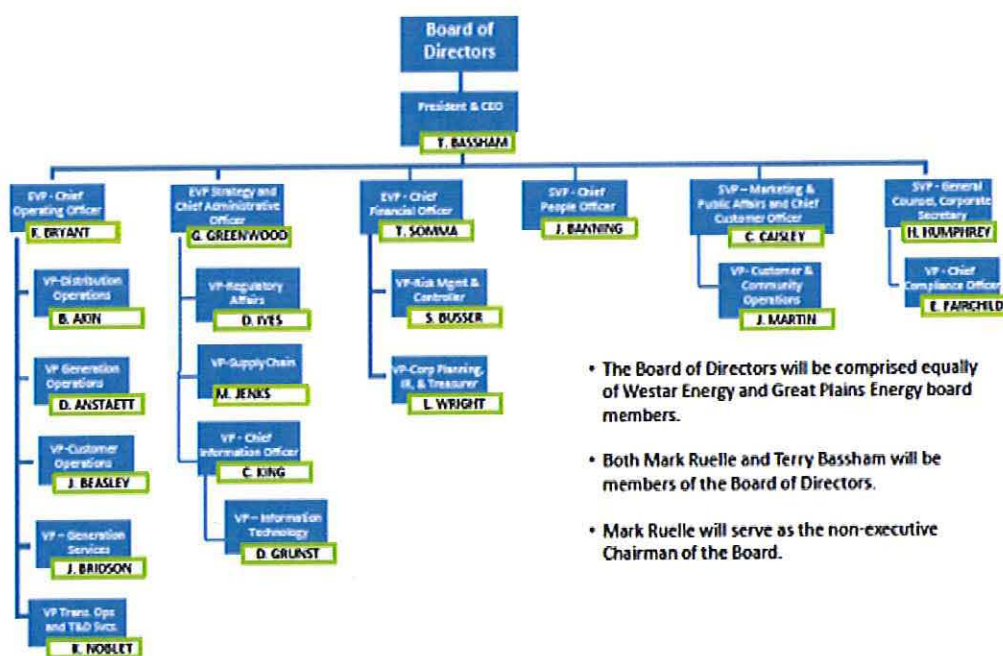 Board of
Directors
President & CEO
T. BASSHAM
EVP - Chief
Operating Officer
K. BRYANT
EVP Strategy and
Chief Administrative
Officer
G. GREENWOOD
EVP - Chief
Financial Officer
T. SOMMA
SVP - Chief
People Officer
J. BANNING
SVP – Marketing &
Public Affairs and Chief
Customer Officer
C. CAISLEY
SVP - General
Counsel, Corporate
Secretary
H. HUMPHREY
VP-Distribution
Operations
B. AKIN
VP Generation
Operations
D. ANSTAETT
VP-Customer
Operations
J. BEASLEY
VP – Generation
Services
J. BRIDSON
VP Trans. Ops
and T&D Svcs.
K. NOBLET
VP-Regulatory
Affairs
D. IVES
VP-Supply Chain
M. JENKS
VP - Chief
Information Officer
C. KING
VP – Information
Technology
D. GRUNST
VP-Risk Mgmt &
Controller
S. BUSSER
VP-Corp Planning,
IR, & Treasurer
L. WRIGHT
VP- Customer &
Community
Operations
J. MARTIN
VP - Chief
Compliance Officer
E. FAIRCHILD
• The Board of Directors will be comprised equally
of Westar Energy and Great Plains Energy board
members.
• Both Mark Ruelle and Terry Bassham will be
members of the Board of Directors.
• Mark Ruelle will serve as the non-executive
Chairman of the Board.